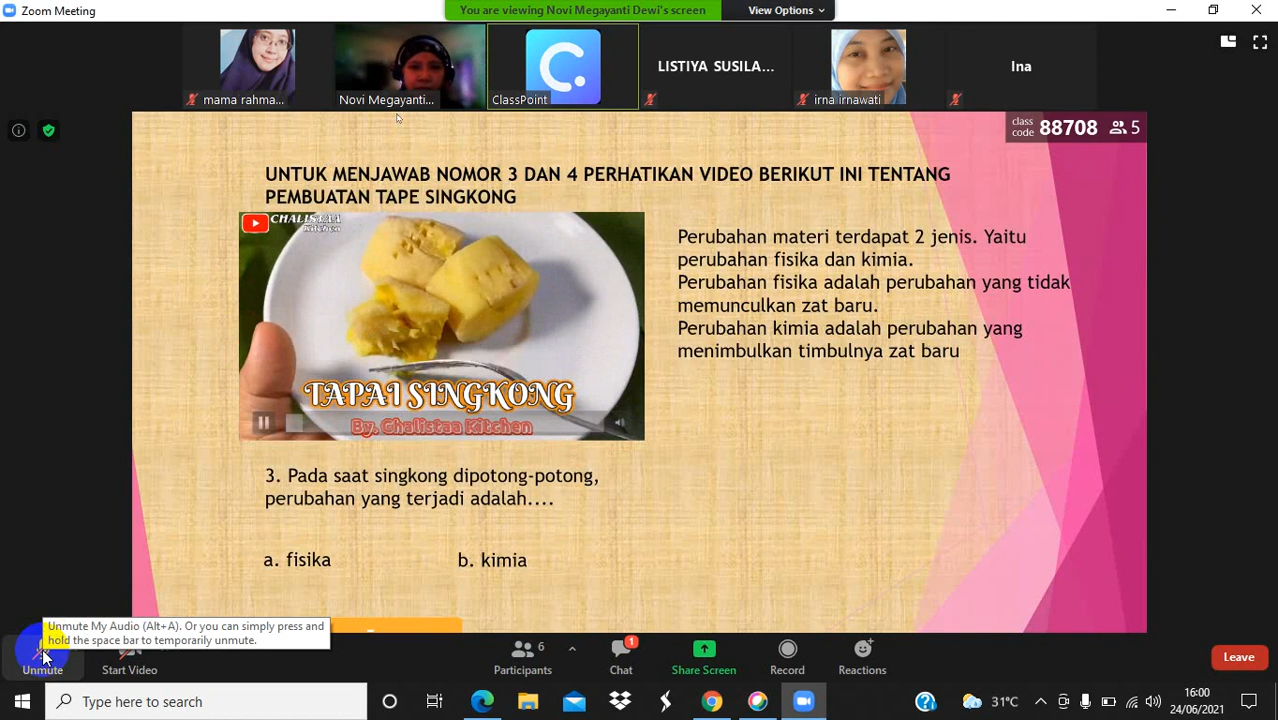 Zoom Meeting
You are viewing Novi Megayanti Dewi's screen
View Options
mama rahma...
Novi Megayanti...
ClassPoint
LISTIYA SUSILA...
irna irnawati
Ina
class code 88708 5
UNTUK MENJAWAB NOMOR 3 DAN 4 PERHATIKAN VIDEO BERIKUT INI TENTANG
PEMBUATAN TAPE SINGKONG
CHALISTAA
Kitchen
TAPAI SINGKONG
By. Chalistaa Kitchen
Perubahan materi terdapat 2 jenis. Yaitu
perubahan fisika dan kimia.
Perubahan fisika adalah perubahan yang tidak
memunculkan zat baru.
Perubahan kimia adalah perubahan yang
menimbulkan timbulnya zat baru
3. Pada saat singkong dipotong-potong,
perubahan yang terjadi adalah....
a. fisika
b. kimia
Unmute My Audio (Alt+A). Or you can simply press and
hold the space bar to temporarily unmute.
Unmute
Start Video
6
Participants
1
Chat
Share Screen
Record
Reactions
Leave
Type here to search
31°C
16:00
24/06/2021